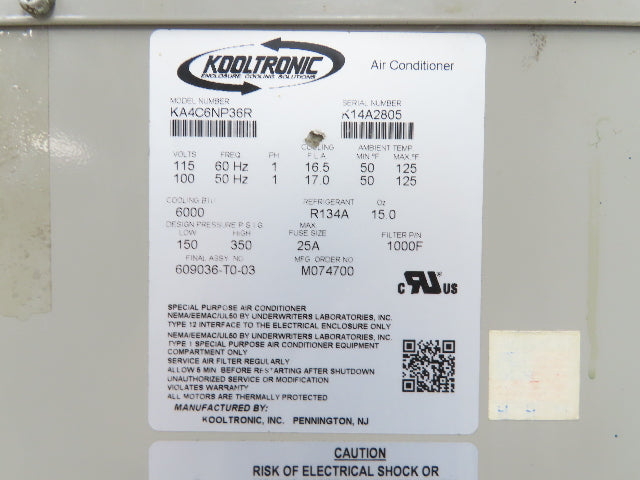 KOOLTRONIC
ENCLOSURE COOLING SOLUTIONS
Air Conditioner
MODEL NUMBER SERIAL NUMBER
KA4C6NP36R K14A2805
COOLING AMBIENT TEMP
VOLTS FREQ PH F.L.A. MIN °F MAX °F
115 60 Hz 1 16.5 50 125
100 50 Hz 1 17.0 50 125
COOLING BTU REFRIGERANT Oz
6000 R134A 15.0
DESIGN PRESSURE P.S.I.G. MAX.
LOW HIGH FUSE SIZE FILTER P/N
150 350 25A 1000F
FINAL ASSY. NO MFG. ORDER NO
609036-T0-03 M074700
C RU US
SPECIAL PURPOSE AIR CONDITIONER
NEMA/EEMAC/UL50 BY UNDERWRITERS LABORATORIES, INC.
TYPE 12 INTERFACE TO THE ELECTRICAL ENCLOSURE ONLY
NEMA/EEMAC/UL50 BY UNDERWRITERS LABORATORIES, INC.
TYPE 1 SPECIAL PURPOSE AIR CONDITIONER EQUIPMENT
COMPARTMENT ONLY
SERVICE AIR FILTER REGULARLY
ALLOW 5 MIN. BEFORE RESTARTING AFTER SHUTDOWN
UNAUTHORIZED SERVICE OR MODIFICATION
VIOLATES WARRANTY
ALL MOTORS ARE THERMALLY PROTECTED
MANUFACTURED BY:
KOOLTRONIC, INC. PENNINGTON, NJ
CAUTION
RISK OF ELECTRICAL SHOCK OR